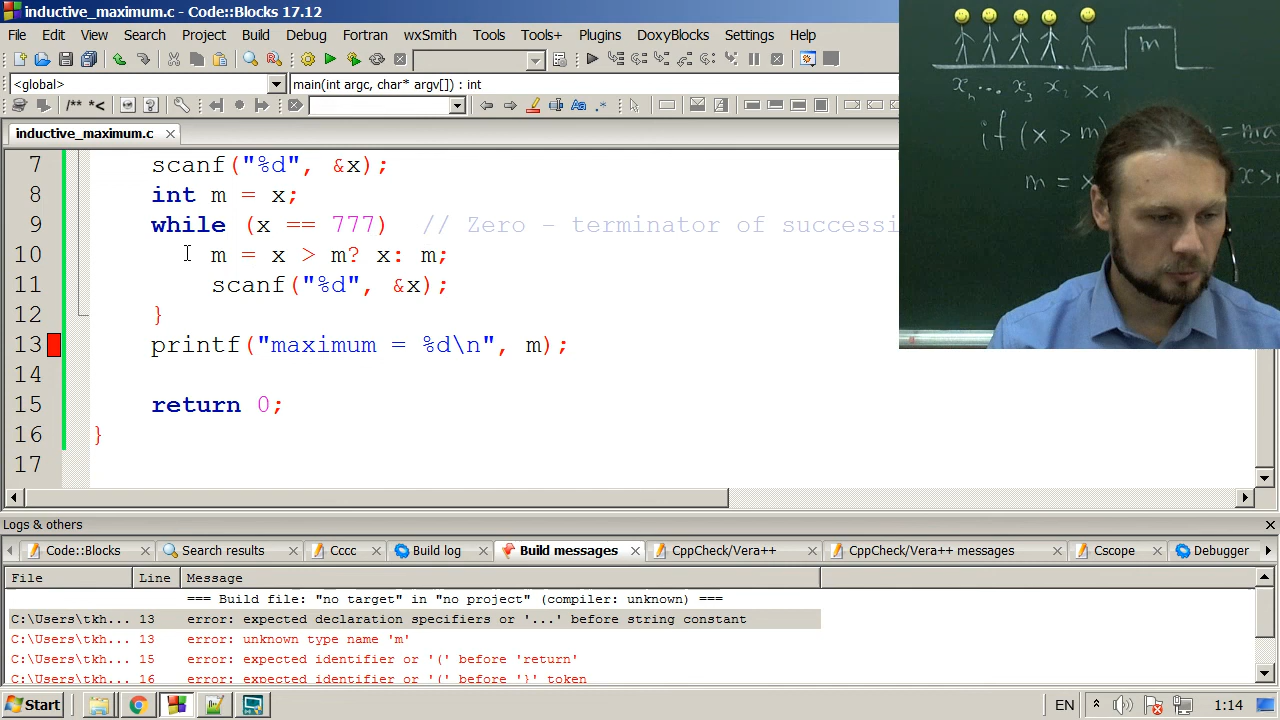 inductive_maximum.c - Code::Blocks 17.12
File Edit View Search Project Build Debug Fortran wxSmith Tools Tools+ Plugins DoxyBlocks Settings Help
<global> main(int argc, char* argv[]) : int
/** *<
inductive_maximum.c
7 scanf("%d", &x);
8 int m = x;
9 while (x == 777) // Zero – terminator of successi
10 m = x > m? x: m;
11 scanf("%d", &x);
12 }
13 printf("maximum = %d\n", m);
14
15 return 0;
16 }
17
m
x₃ x₂ x₁
if (x > m)
m = x
Logs & others
Code::Blocks Search results Cccc Build log Build messages CppCheck/Vera++ CppCheck/Vera++ messages Cscope Debugger
File Line Message
=== Build file: "no target" in "no project" (compiler: unknown) ===
C:\Users\tkh... 13 error: expected declaration specifiers or '...' before string constant
C:\Users\tkh... 13 error: unknown type name 'm'
C:\Users\tkh... 15 error: expected identifier or '(' before 'return'
C:\Users\tkh... 16 error: expected identifier or '(' before '}' token
Start EN 1:14